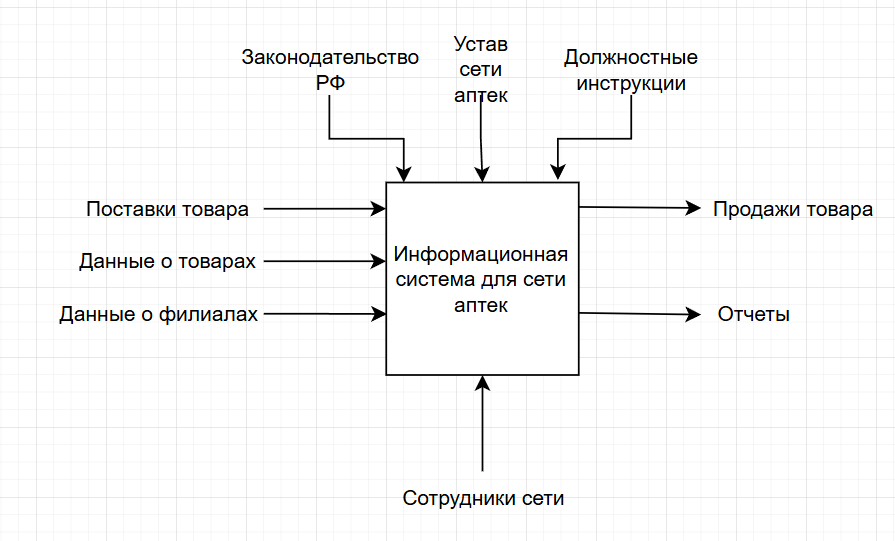 Законодательство
РФ
Устав
сети
аптек
Должностные
инструкции
Поставки товара
Данные о товарах
Данные о филиалах
Информационная
система для сети
аптек
Продажи товара
Отчеты
Сотрудники сети